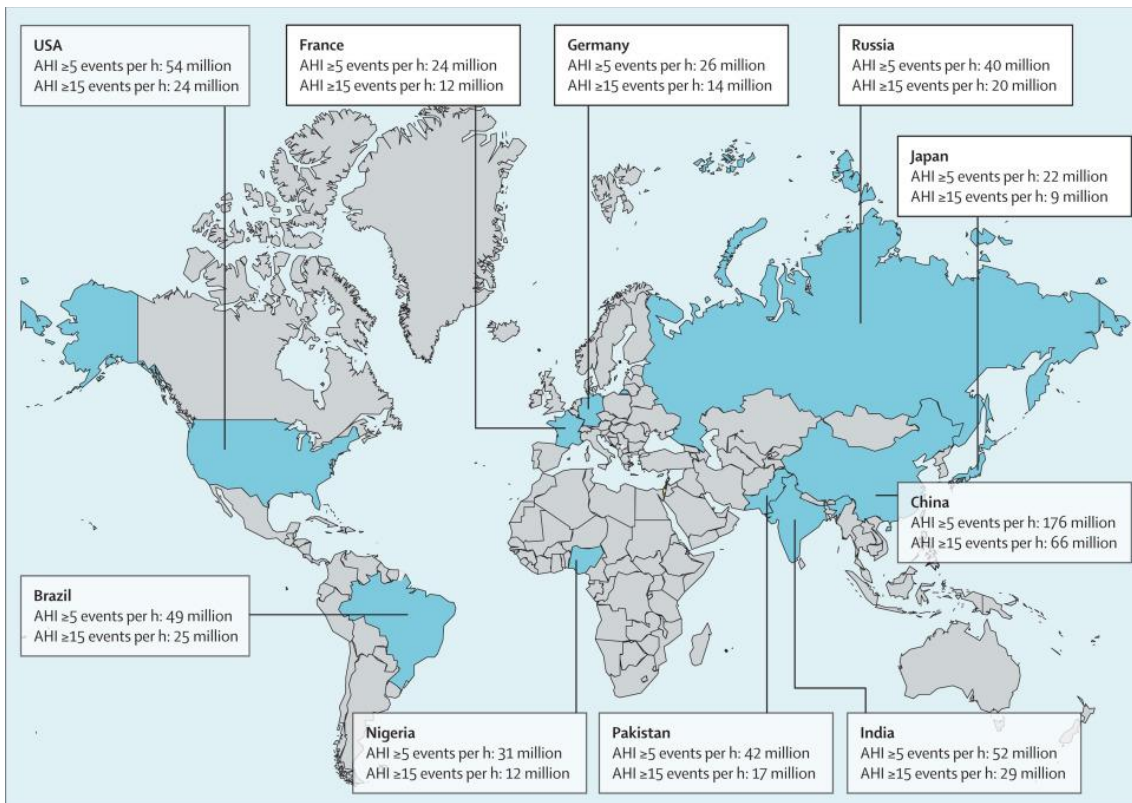 USA
AHI ≥5 events per h: 54 million
AHI ≥15 events per h: 24 million
France
AHI ≥5 events per h: 24 million
AHI ≥15 events per h: 12 million
Germany
AHI ≥5 events per h: 26 million
AHI ≥15 events per h: 14 million
Russia
AHI ≥5 events per h: 40 million
AHI ≥15 events per h: 20 million
Japan
AHI ≥5 events per h: 22 million
AHI ≥15 events per h: 9 million
China
AHI ≥5 events per h: 176 million
AHI ≥15 events per h: 66 million
Brazil
AHI ≥5 events per h: 49 million
AHI ≥15 events per h: 25 million
Nigeria
AHI ≥5 events per h: 31 million
AHI ≥15 events per h: 12 million
Pakistan
AHI ≥5 events per h: 42 million
AHI ≥15 events per h: 17 million
India
AHI ≥5 events per h: 52 million
AHI ≥15 events per h: 29 million